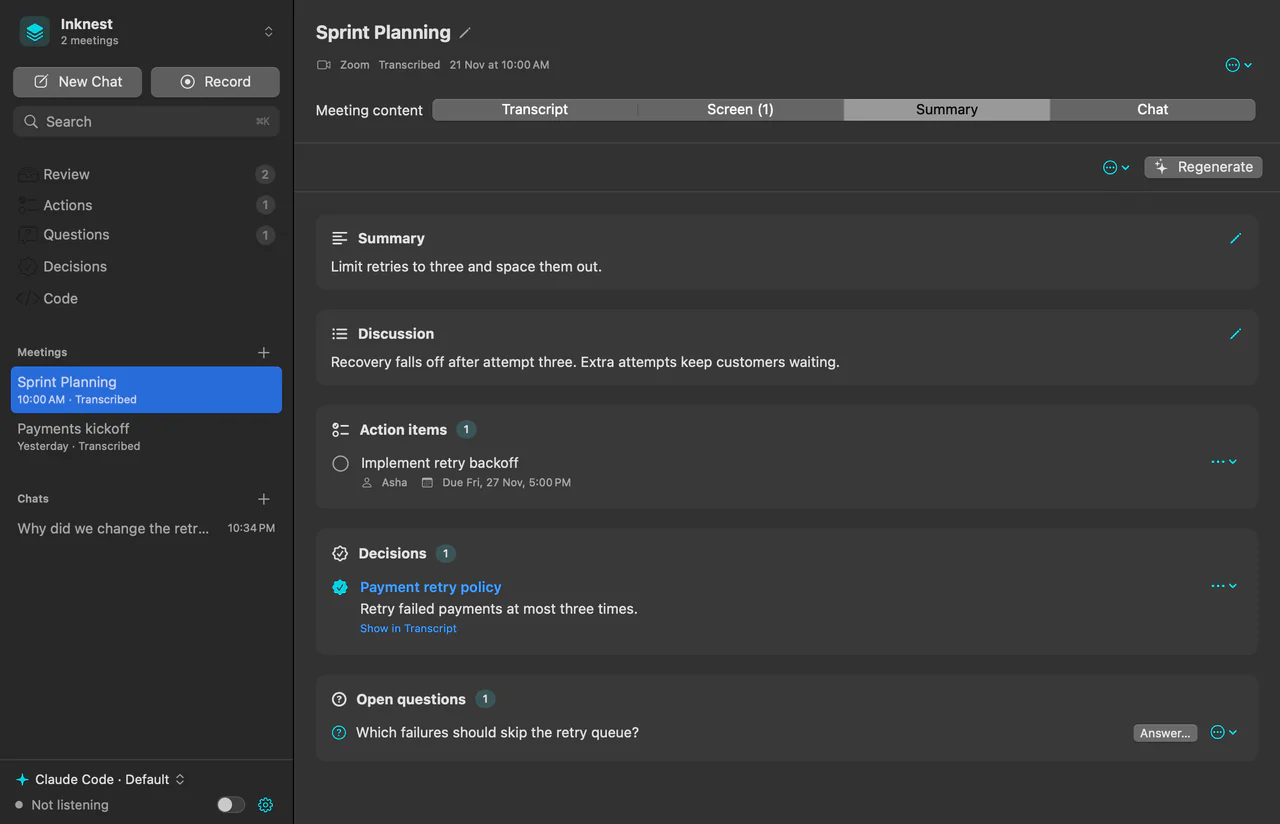 Inknest
2 meetings
New Chat
Record
Search
⌘K
Review 2
Actions 1
Questions 1
Decisions
Code
Meetings
Sprint Planning
10:00 AM · Transcribed
Payments kickoff
Yesterday · Transcribed
Chats
Why did we change the retr... 10:34 PM
Claude Code · Default
Not listening
Sprint Planning
Zoom Transcribed 21 Nov at 10:00 AM
Meeting content Transcript Screen (1) Summary Chat
Regenerate
Summary
Limit retries to three and space them out.
Discussion
Recovery falls off after attempt three. Extra attempts keep customers waiting.
Action items 1
Implement retry backoff
Asha Due Fri, 27 Nov, 5:00 PM
Decisions 1
Payment retry policy
Retry failed payments at most three times.
Show in Transcript
Open questions 1
Which failures should skip the retry queue? Answer...